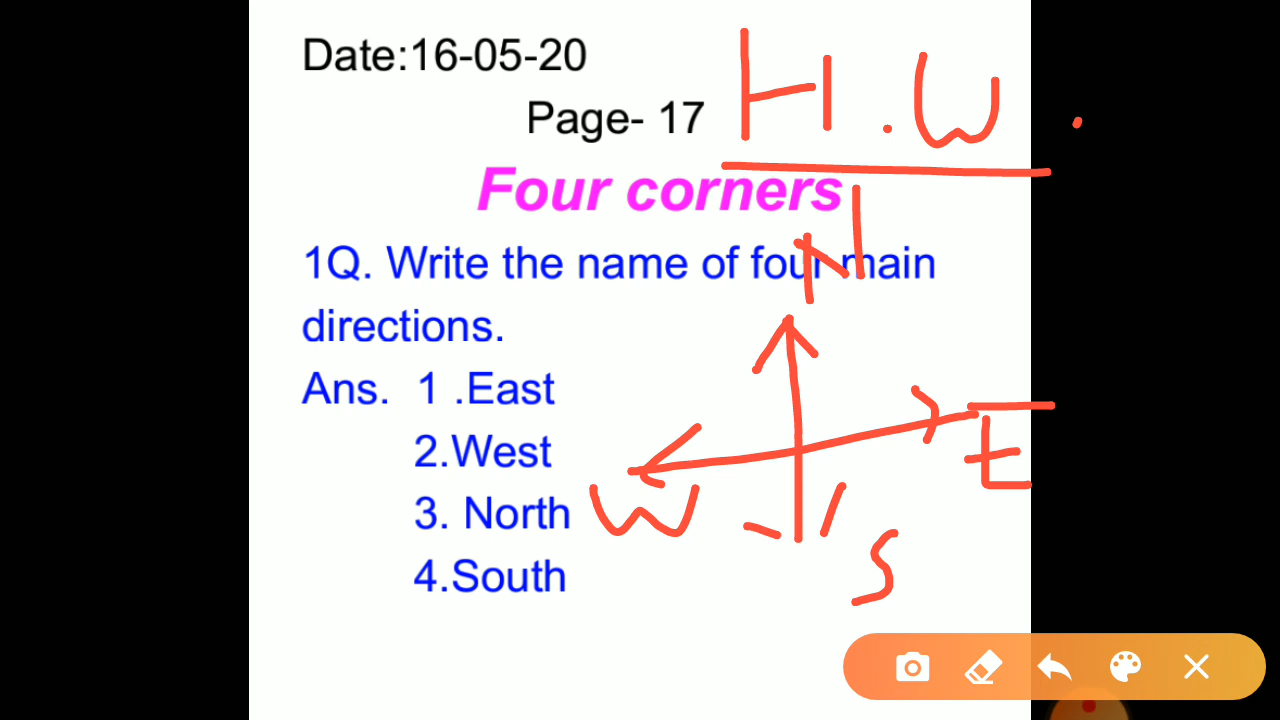 Date:16-05-20
H.W.
Page- 17
Four corners
N
1Q. Write the name of four main
directions.
Ans. 1 .East
E
2.West
3. North
W
S
4.South